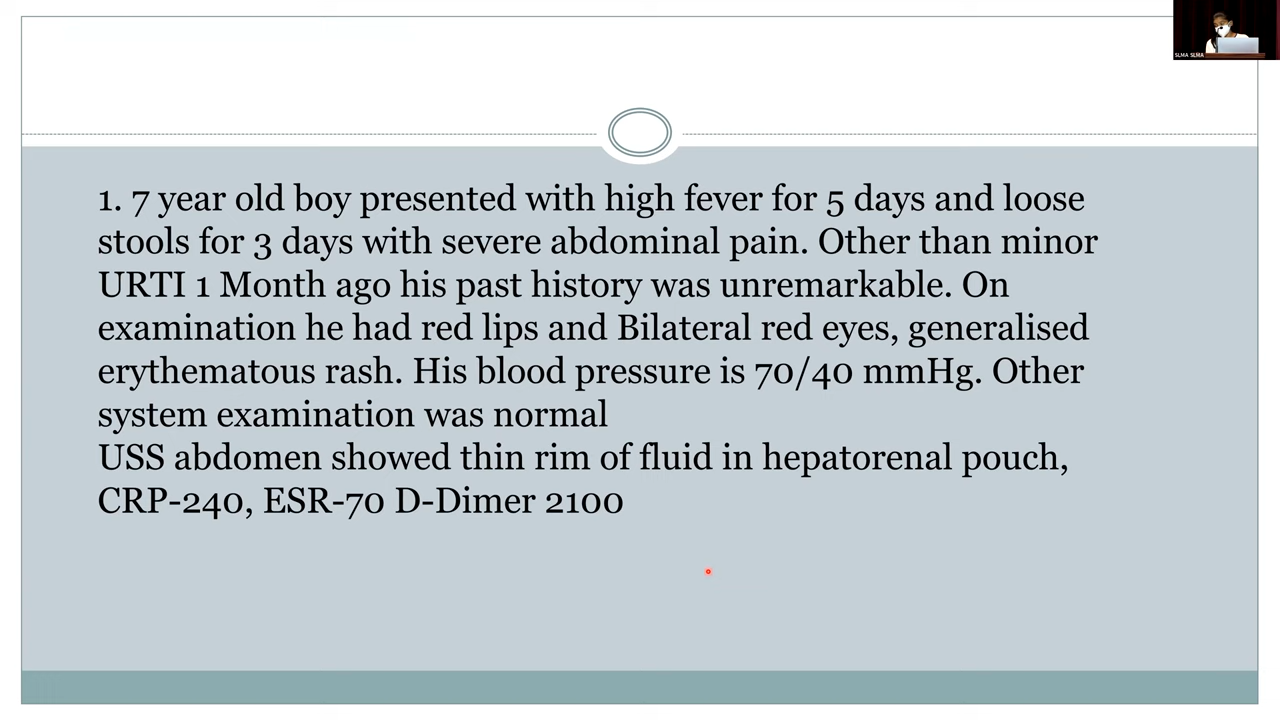 SLMA SLMA
1. 7 year old boy presented with high fever for 5 days and loose
stools for 3 days with severe abdominal pain. Other than minor
URTI 1 Month ago his past history was unremarkable. On
examination he had red lips and Bilateral red eyes, generalised
erythematous rash. His blood pressure is 70/40 mmHg. Other
system examination was normal
USS abdomen showed thin rim of fluid in hepatorenal pouch,
CRP-240, ESR-70 D-Dimer 2100